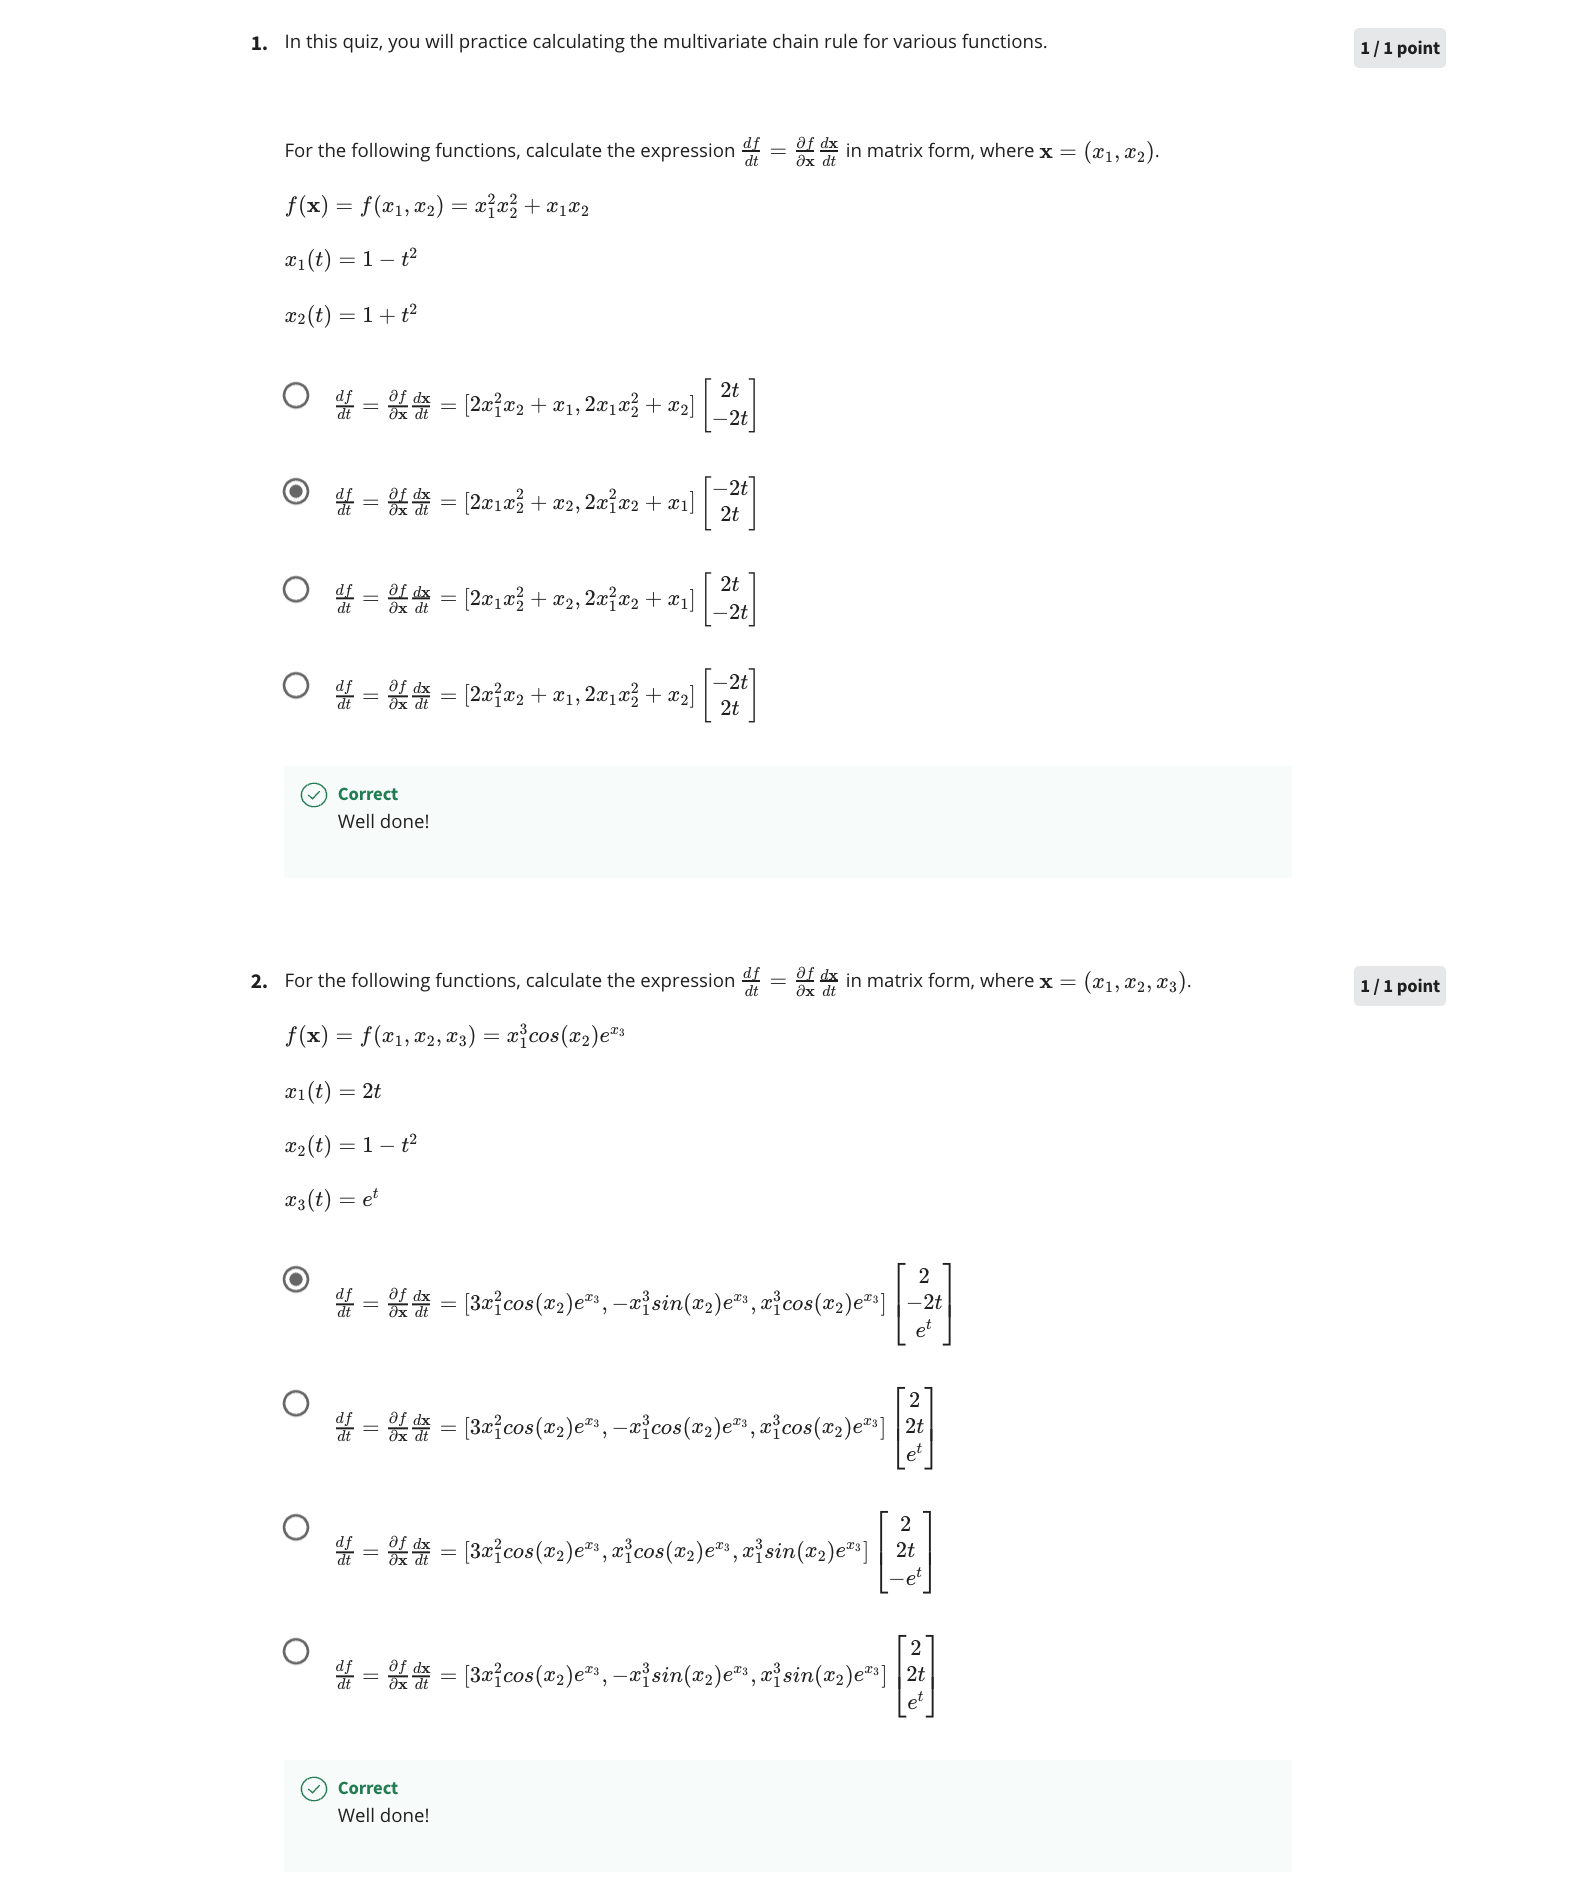 1. In this quiz, you will practice calculating the multivariate chain rule for various functions.
1 / 1 point
For the following functions, calculate the expression $\frac{df}{dt} = \frac{\partial f}{\partial \mathbf{x}} \frac{d\mathbf{x}}{dt}$ in matrix form, where $\mathbf{x} = (x_1, x_2)$.
$f(\mathbf{x}) = f(x_1, x_2) = x_1^2 x_2^2 + x_1 x_2$
$x_1(t) = 1 - t^2$
$x_2(t) = 1 + t^2$
$\frac{df}{dt} = \frac{\partial f}{\partial \mathbf{x}} \frac{d\mathbf{x}}{dt} = [2x_1^2 x_2 + x_1, 2x_1 x_2^2 + x_2] \begin{bmatrix} 2t \\ -2t \end{bmatrix}$
$\frac{df}{dt} = \frac{\partial f}{\partial \mathbf{x}} \frac{d\mathbf{x}}{dt} = [2x_1 x_2^2 + x_2, 2x_1^2 x_2 + x_1] \begin{bmatrix} -2t \\ 2t \end{bmatrix}$
$\frac{df}{dt} = \frac{\partial f}{\partial \mathbf{x}} \frac{d\mathbf{x}}{dt} = [2x_1 x_2^2 + x_2, 2x_1^2 x_2 + x_1] \begin{bmatrix} 2t \\ -2t \end{bmatrix}$
$\frac{df}{dt} = \frac{\partial f}{\partial \mathbf{x}} \frac{d\mathbf{x}}{dt} = [2x_1^2 x_2 + x_1, 2x_1 x_2^2 + x_2] \begin{bmatrix} -2t \\ 2t \end{bmatrix}$
Correct
Well done!
2. For the following functions, calculate the expression $\frac{df}{dt} = \frac{\partial f}{\partial \mathbf{x}} \frac{d\mathbf{x}}{dt}$ in matrix form, where $\mathbf{x} = (x_1, x_2, x_3)$.
1 / 1 point
$f(\mathbf{x}) = f(x_1, x_2, x_3) = x_1^3 cos(x_2) e^{x_3}$
$x_1(t) = 2t$
$x_2(t) = 1 - t^2$
$x_3(t) = e^t$
$\frac{df}{dt} = \frac{\partial f}{\partial \mathbf{x}} \frac{d\mathbf{x}}{dt} = [3x_1^2 cos(x_2) e^{x_3}, -x_1^3 sin(x_2) e^{x_3}, x_1^3 cos(x_2) e^{x_3}] \begin{bmatrix} 2 \\ -2t \\ e^t \end{bmatrix}$
$\frac{df}{dt} = \frac{\partial f}{\partial \mathbf{x}} \frac{d\mathbf{x}}{dt} = [3x_1^2 cos(x_2) e^{x_3}, -x_1^3 cos(x_2) e^{x_3}, x_1^3 cos(x_2) e^{x_3}] \begin{bmatrix} 2 \\ 2t \\ e^t \end{bmatrix}$
$\frac{df}{dt} = \frac{\partial f}{\partial \mathbf{x}} \frac{d\mathbf{x}}{dt} = [3x_1^2 cos(x_2) e^{x_3}, x_1^3 cos(x_2) e^{x_3}, x_1^3 sin(x_2) e^{x_3}] \begin{bmatrix} 2 \\ 2t \\ -e^t \end{bmatrix}$
$\frac{df}{dt} = \frac{\partial f}{\partial \mathbf{x}} \frac{d\mathbf{x}}{dt} = [3x_1^2 cos(x_2) e^{x_3}, -x_1^3 sin(x_2) e^{x_3}, x_1^3 sin(x_2) e^{x_3}] \begin{bmatrix} 2 \\ 2t \\ e^t \end{bmatrix}$
Correct
Well done!